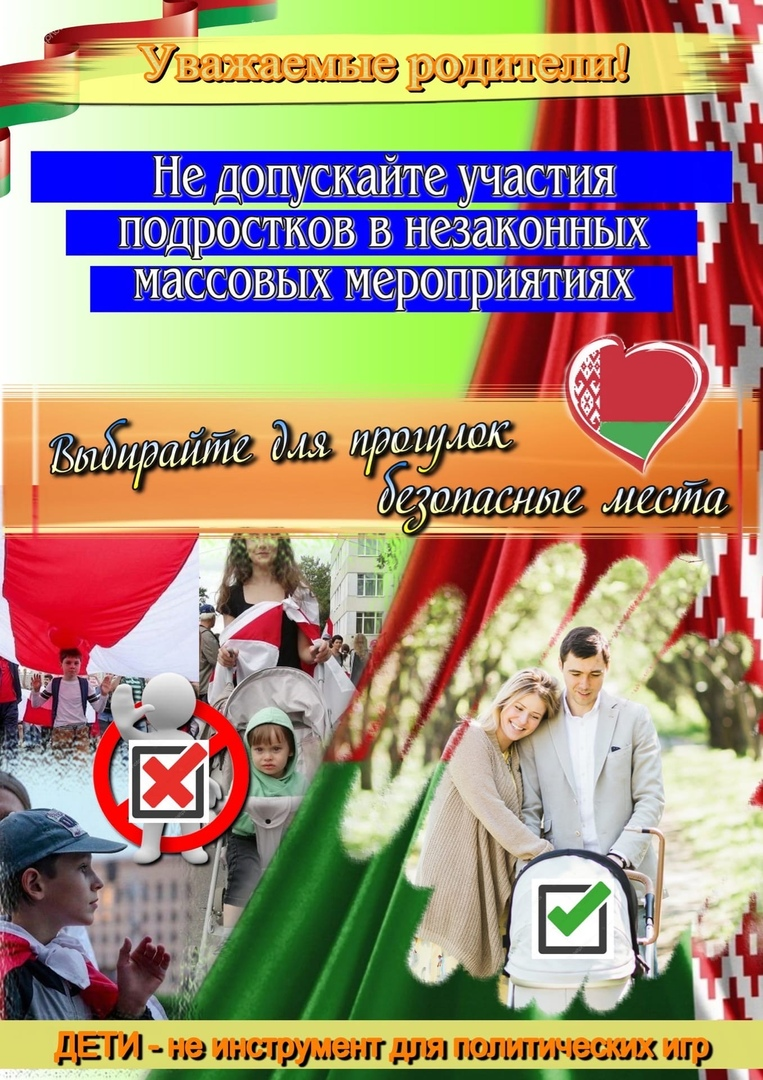 Уважаемые родители!
Не допускайте участия
подростков в незаконных
массовых мероприятиях
Выбирайте для прогулок
безопасные места
ДЕТИ - не инструмент для политических игр